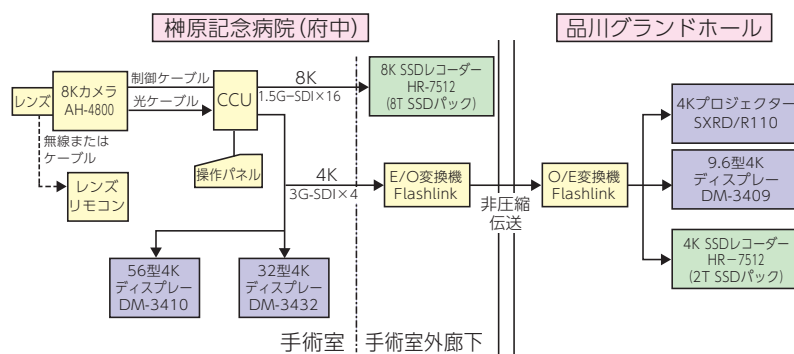 榊原記念病院(府中)
品川グランドホール
レンズ
8Kカメラ
AH-4800
制御ケーブル
光ケーブル
CCU
8K
1.5G-SDI×16
8K SSDレコーダー
HR-7512
(8T SSDパック)
無線または
ケーブル
レンズ
リモコン
操作パネル
4K
3G-SDI×4
E/O変換機
Flashlink
非圧縮
伝送
O/E変換機
Flashlink
4Kプロジェクター
SXRD/R110
9.6型4K
ディスプレー
DM-3409
4K SSDレコーダー
HR-7512
(2T SSDパック)
56型4K
ディスプレー
DM-3410
32型4K
ディスプレー
DM-3432
手術室
手術室外廊下